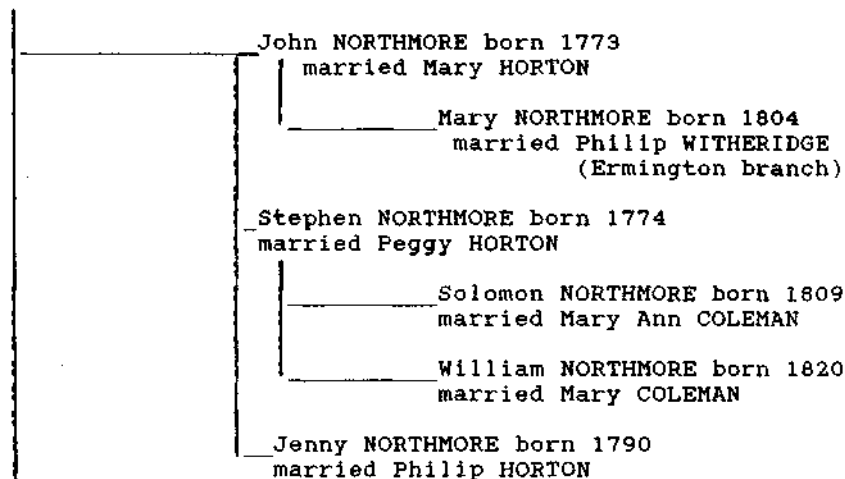 John NORTHMORE born 1773
married Mary HORTON
Mary NORTHMORE born 1804
married Philip WITHERIDGE
(Ermington branch)
Stephen NORTHMORE born 1774
married Peggy HORTON
Solomon NORTHMORE born 1809
married Mary Ann COLEMAN
William NORTHMORE born 1820
married Mary COLEMAN
Jenny NORTHMORE born 1790
married Philip HORTON